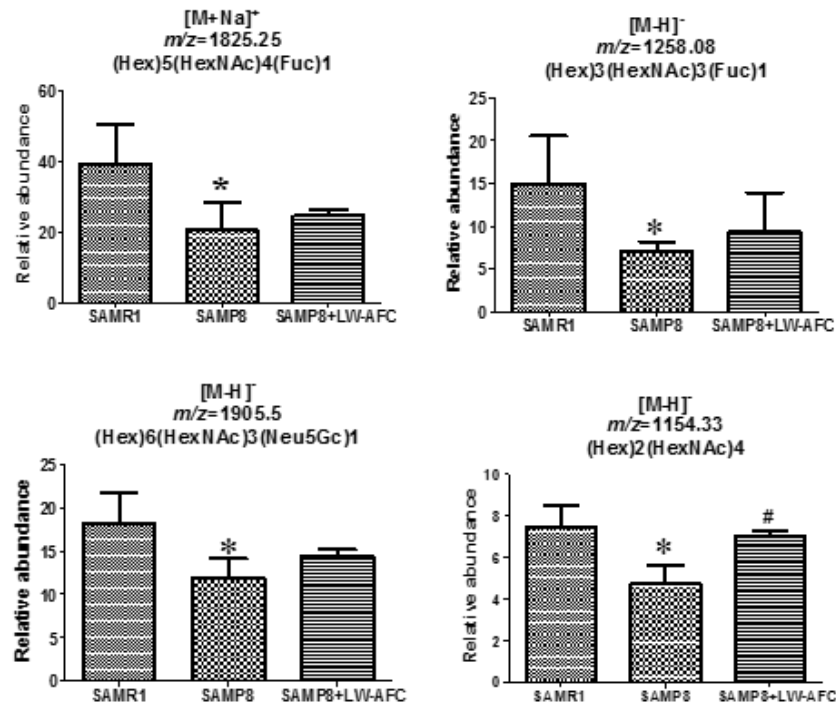 [M+Na]⁺
m/z=1825.25
(Hex)5(HexNAc)4(Fuc)1
Relative abundance
60
40
20
0
*
SAMR1 SAMP8 SAMP8+LW-AFC
[M-H]⁻
m/z=1258.08
(Hex)3(HexNAc)3(Fuc)1
Relative abundance
25
20
15
10
5
0
*
SAMR1 SAMP8 SAMP8+LW-AFC
[M-H]⁻
m/z=1905.5
(Hex)6(HexNAc)3(Neu5Gc)1
Relative abundance
25
20
15
10
5
0
*
SAMR1 SAMP8 SAMP8+LW-AFC
[M-H]⁻
m/z=1154.33
(Hex)2(HexNAc)4
Relative abundance
8
6
4
2
0
*
#
SAMR1 SAMP8 SAMP8+LW-AFC